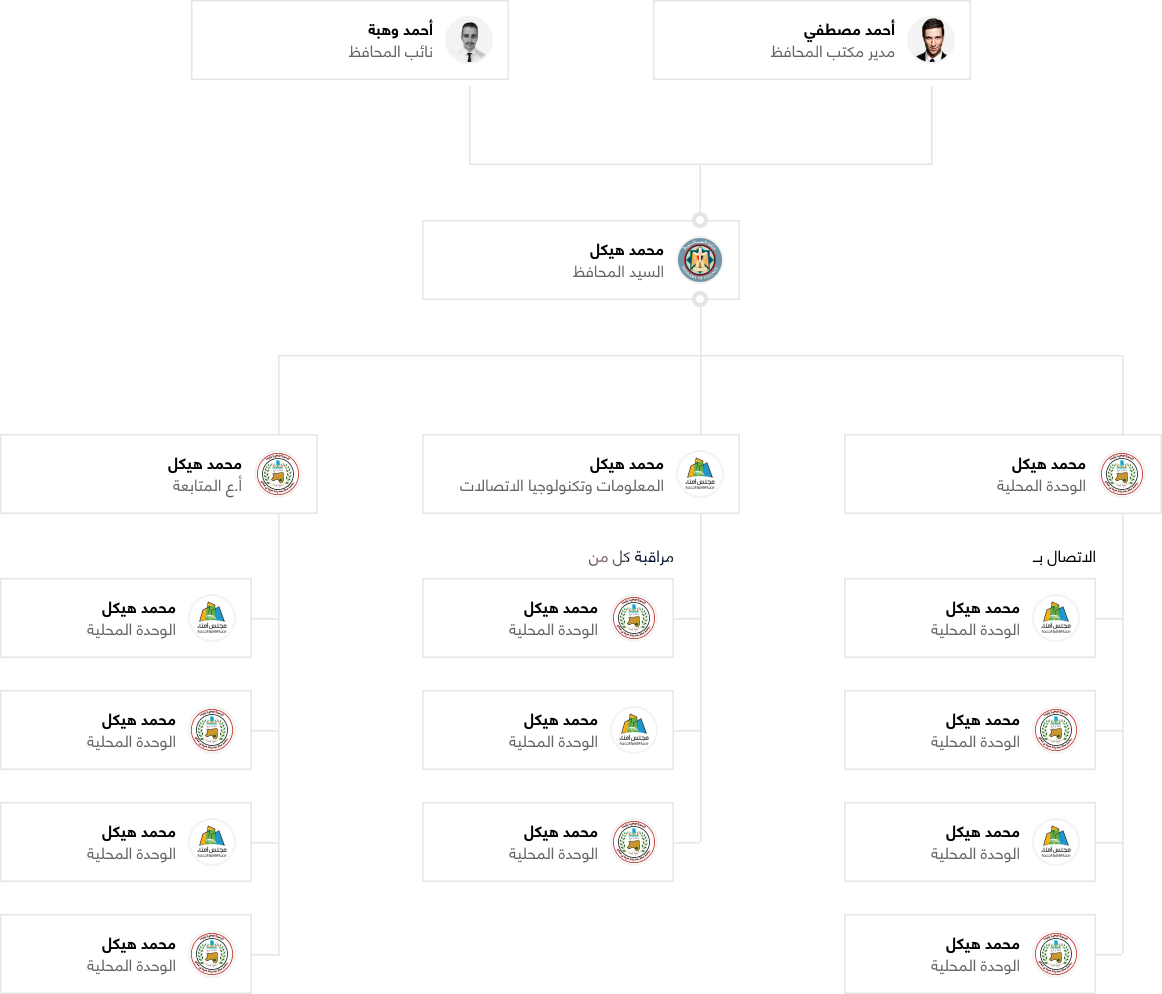 أحمد مصطفي
مدير مكتب المحافظ
أحمد وهبة
نائب المحافظ
محمد هيكل
السيد المحافظ
محمد هيكل
الوحدة المحلية
محمد هيكل
المعلومات وتكنولوجيا الاتصالات
محمد هيكل
أ.ع المتابعة
الاتصال بـ
محمد هيكل
الوحدة المحلية
محمد هيكل
الوحدة المحلية
محمد هيكل
الوحدة المحلية
محمد هيكل
الوحدة المحلية
مراقبة كل من
محمد هيكل
الوحدة المحلية
محمد هيكل
الوحدة المحلية
محمد هيكل
الوحدة المحلية
محمد هيكل
الوحدة المحلية
محمد هيكل
الوحدة المحلية
محمد هيكل
الوحدة المحلية
محمد هيكل
الوحدة المحلية